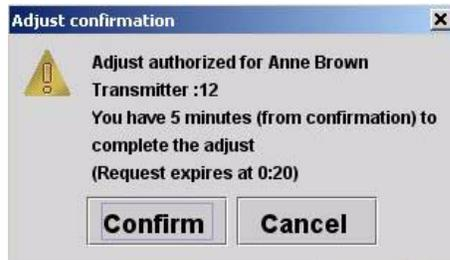 Adjust confirmation
Adjust authorized for Anne Brown
Transmitter :12
You have 5 minutes (from confirmation) to
complete the adjust
(Request expires at 0:20)
Confirm
Cancel